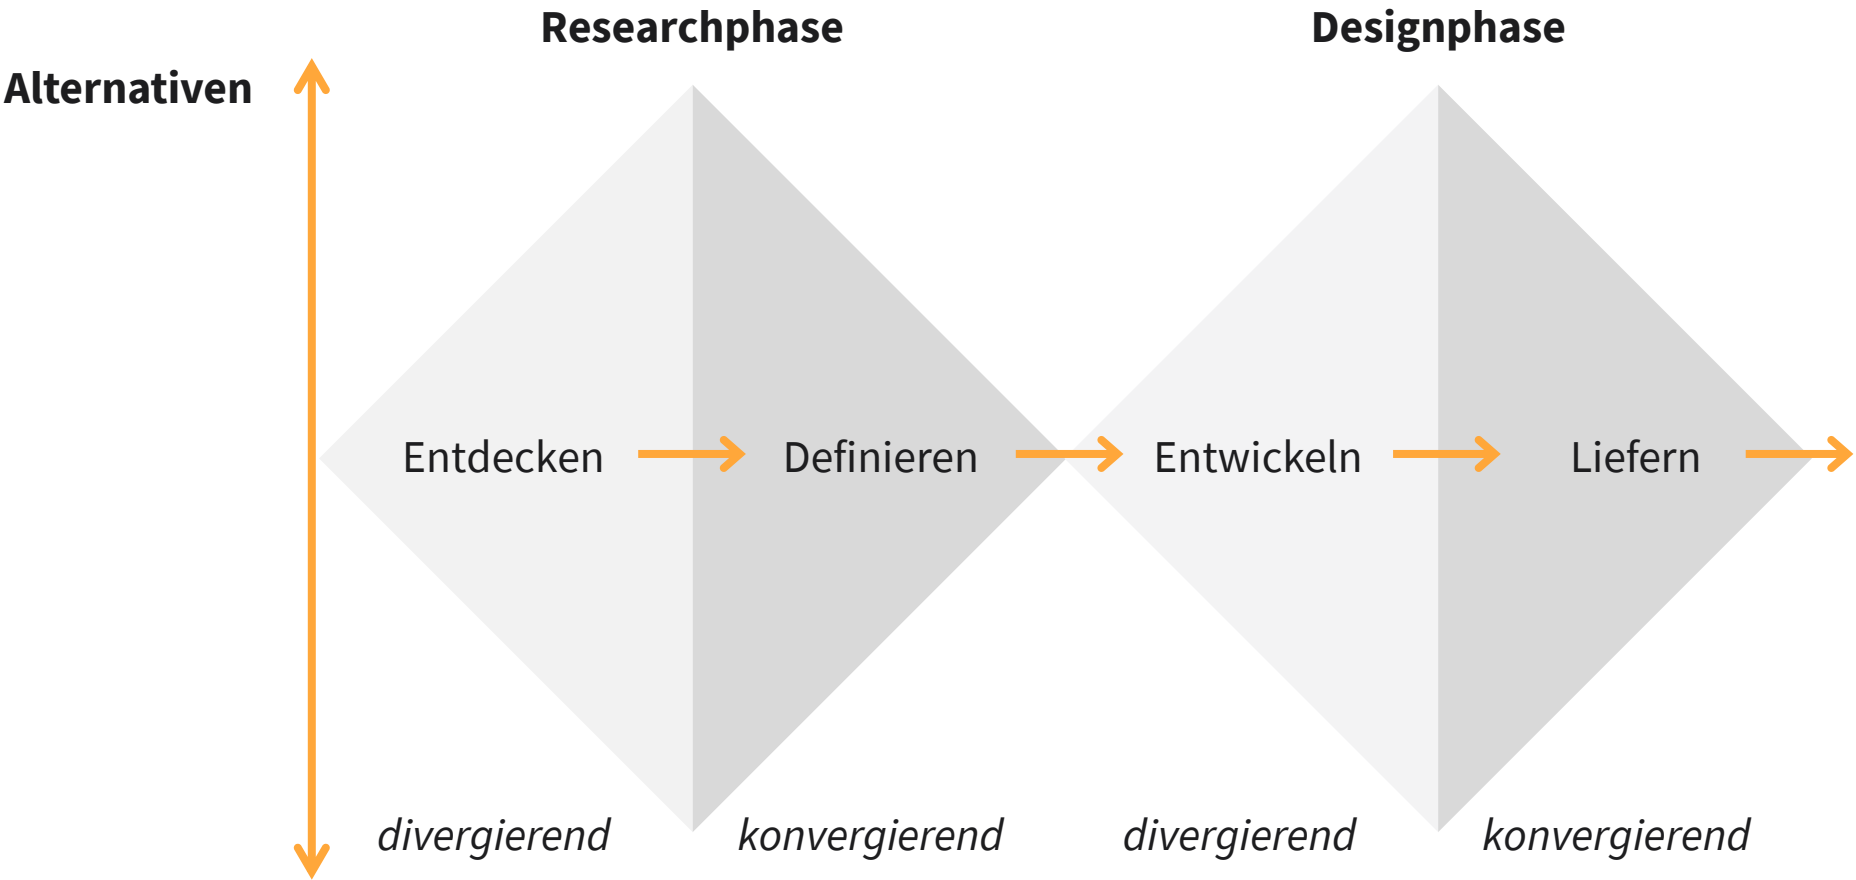 Researchphase
Designphase
Alternativen
Entdecken
Definieren
Entwickeln
Liefern
divergierend
konvergierend
divergierend
konvergierend